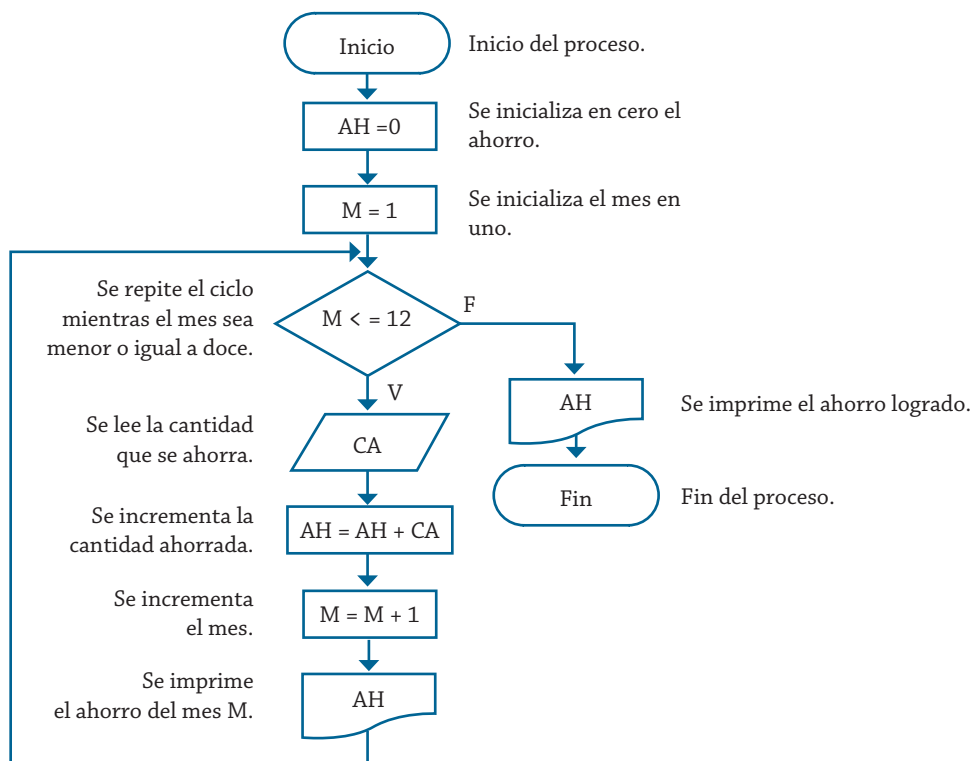 Inicio
Inicio del proceso.
AH =0
Se inicializa en cero el
ahorro.
M = 1
Se inicializa el mes en
uno.
Se repite el ciclo
mientras el mes sea
menor o igual a doce.
M < = 12
F
V
AH
Se imprime el ahorro logrado.
Se lee la cantidad
que se ahorra.
CA
Fin
Fin del proceso.
Se incrementa la
cantidad ahorrada.
AH = AH + CA
Se incrementa
el mes.
M = M + 1
Se imprime
el ahorro del mes M.
AH